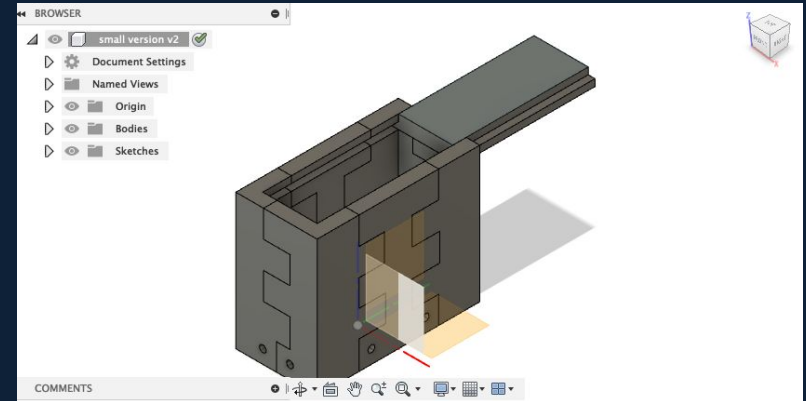 BROWSER
small version v2
Document Settings
Named Views
Origin
Bodies
Sketches
COMMENTS
Z
X